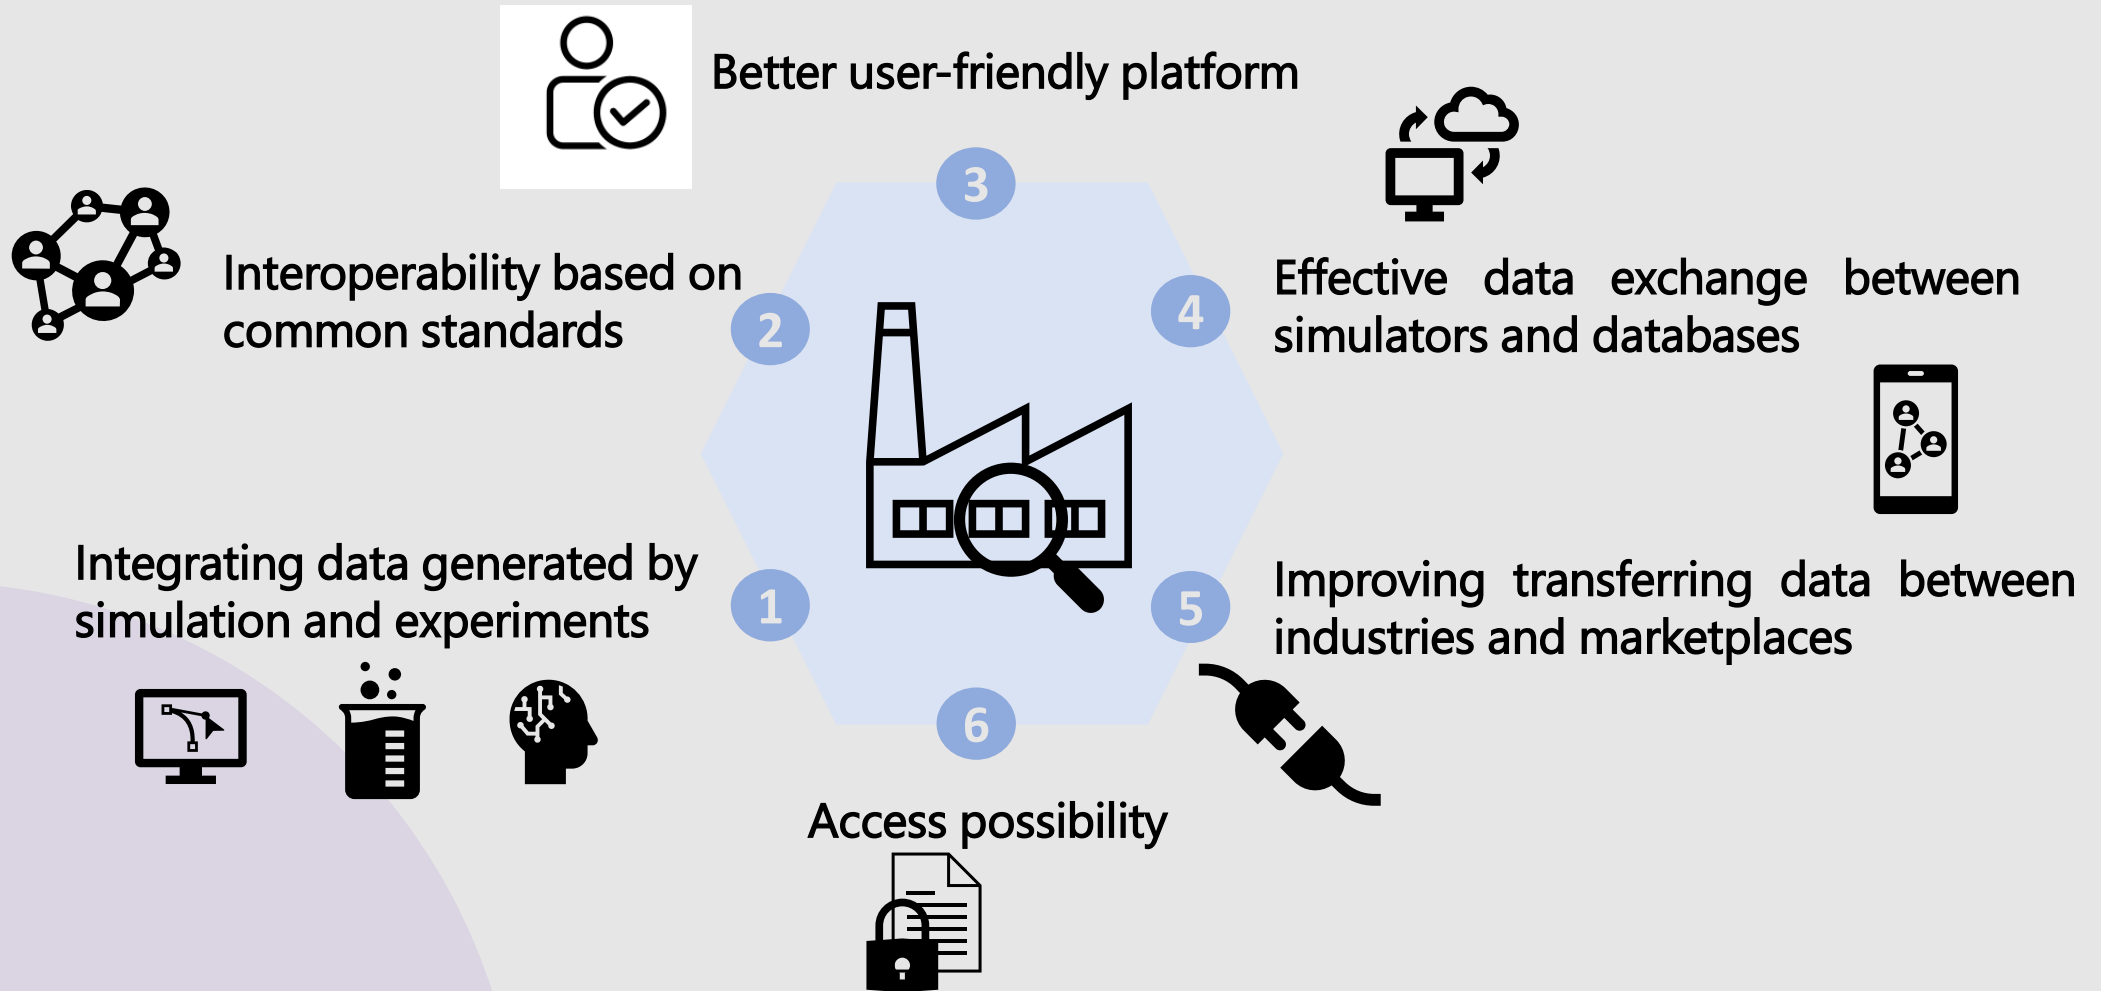 Better user-friendly platform
3
Interoperability based on
common standards
2
4
Effective data exchange between
simulators and databases
Integrating data generated by
simulation and experiments
1
5
Improving transferring data between
industries and marketplaces
6
Access possibility